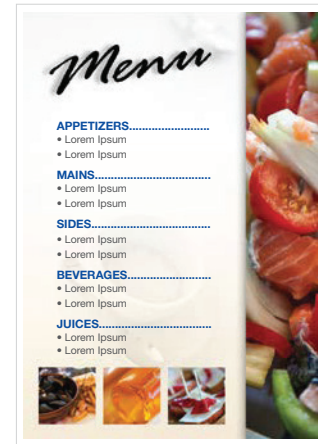 Menu
APPETIZERS.........................
• Lorem Ipsum
• Lorem Ipsum
MAINS....................................
• Lorem Ipsum
• Lorem Ipsum
SIDES.....................................
• Lorem Ipsum
• Lorem Ipsum
BEVERAGES..........................
• Lorem Ipsum
• Lorem Ipsum
JUICES...................................
• Lorem Ipsum
• Lorem Ipsum